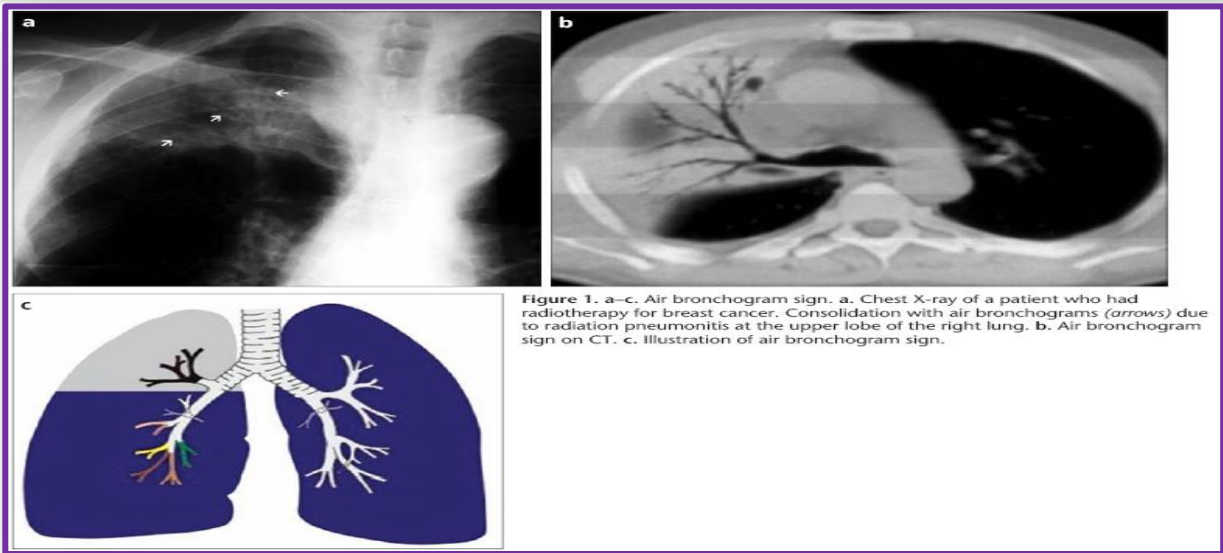 a
b
c
Figure 1. a–c. Air bronchogram sign. a. Chest X-ray of a patient who had
radiotherapy for breast cancer. Consolidation with air bronchograms (arrows) due
to radiation pneumonitis at the upper lobe of the right lung. b. Air bronchogram
sign on CT. c. Illustration of air bronchogram sign.